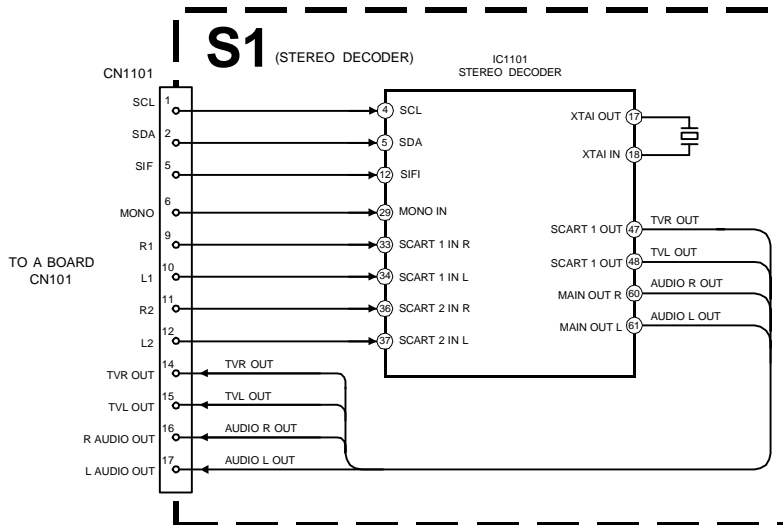 S1 (STEREO DECODER)
IC1101
STEREO DECODER
CN1101
TO A BOARD
CN101
SCL 1
SDA 2
SIF 5
MONO 6
R1 9
L1 10
R2 11
L2 12
TVR OUT 14
TVL OUT 15
R AUDIO OUT 16
L AUDIO OUT 17
TVR OUT
TVL OUT
AUDIO R OUT
AUDIO L OUT
4 SCL
5 SDA
12 SIFI
29 MONO IN
33 SCART 1 IN R
34 SCART 1 IN L
36 SCART 2 IN R
37 SCART 2 IN L
XTAI OUT 17
XTAI IN 18
SCART 1 OUT 47 TVR OUT
SCART 1 OUT 48 TVL OUT
MAIN OUT R 60 AUDIO R OUT
MAIN OUT L 61 AUDIO L OUT